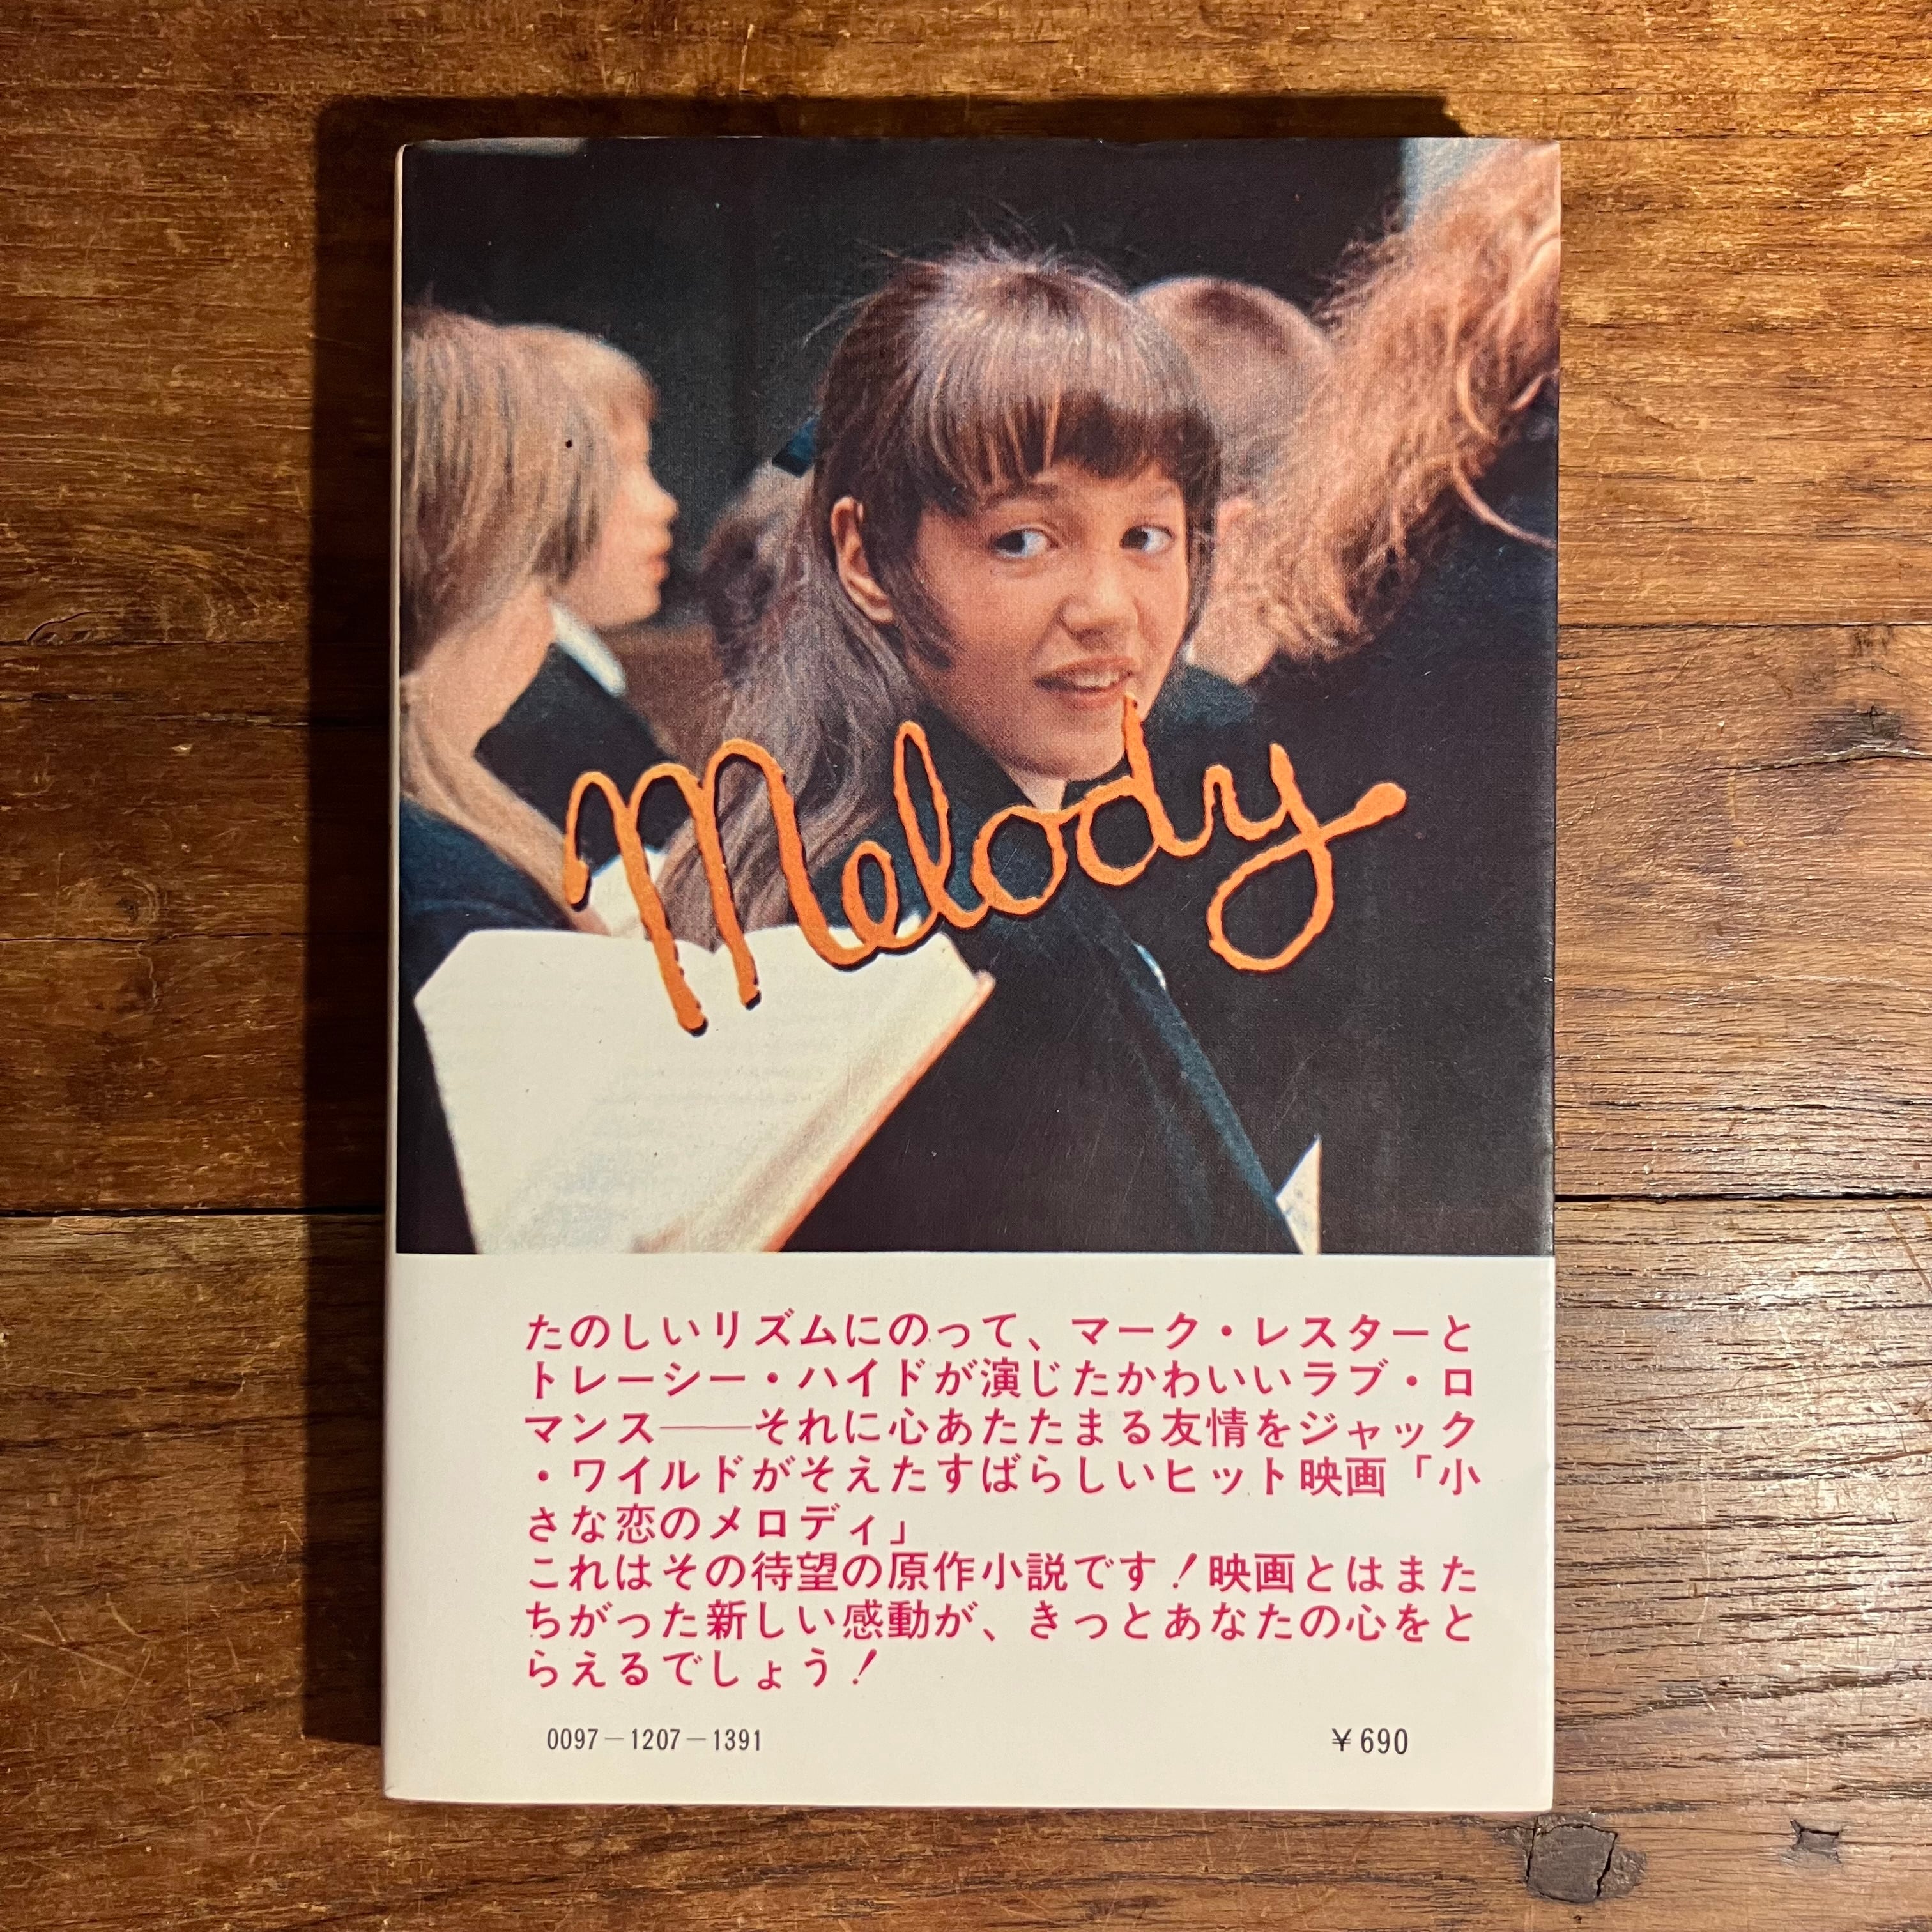 Melody
たのしいリズムにのって、マーク・レスターと
トレーシー・ハイドが演じたかわいいラブ・ロ
マンス――それに心あたたまる友情をジャック
・ワイルドがそえたすばらしいヒット映画「小
さな恋のメロディ」
これはその待望の原作小説です！映画とはまた
ちがった新しい感動が、きっとあなたの心をと
らえるでしょう！
0097－1207－1391
￥690